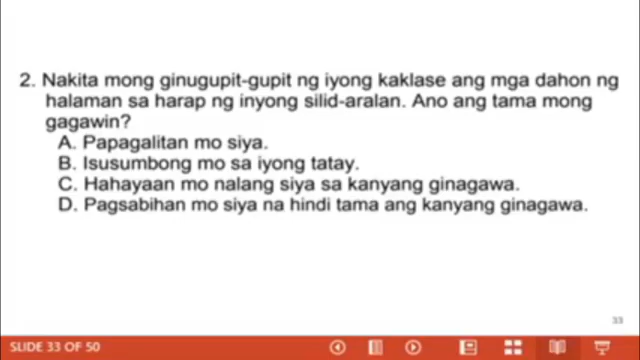 2. Nakita mong ginugupit-gupit ng iyong kaklase ang mga dahon ng
halaman sa harap ng inyong silid-aralan. Ano ang tama mong
gagawin?
A. Papagalitan mo siya.
B. Isusumbong mo sa iyong tatay.
C. Hahayaan mo nalang siya sa kanyang ginagawa.
D. Pagsabihan mo siya na hindi tama ang kanyang ginagawa.
33
SLIDE 33 OF 50